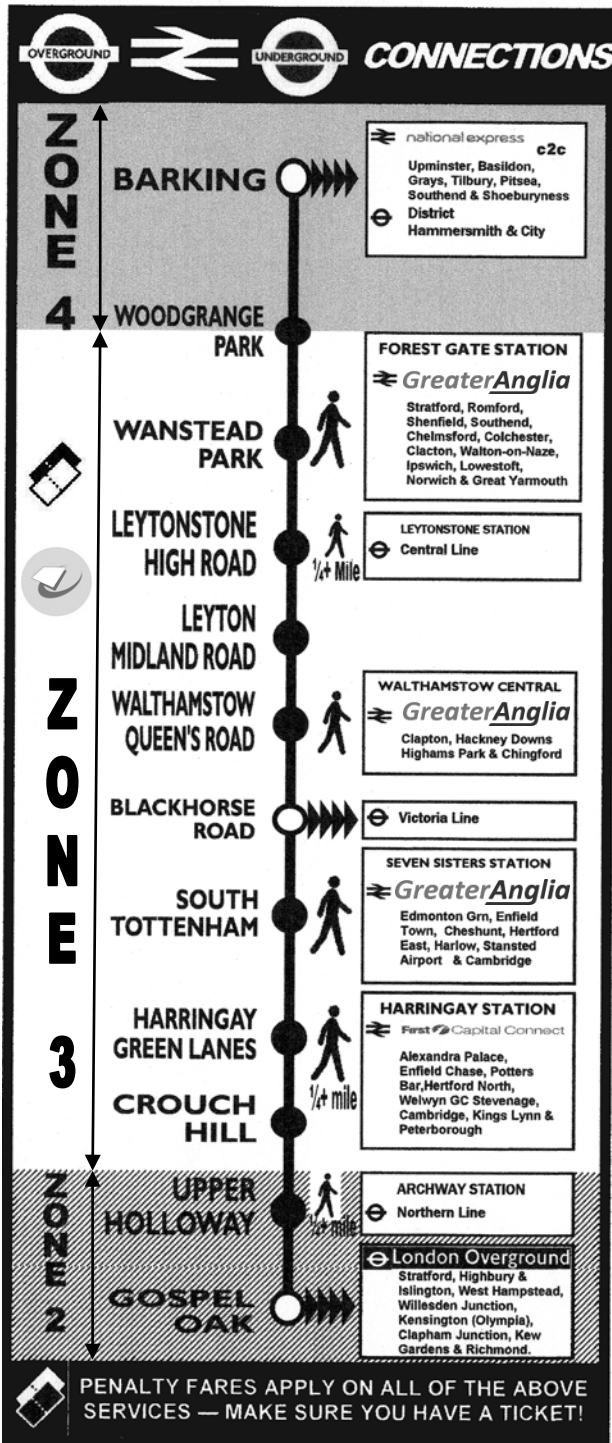 OVERGROUND
UNDERGROUND
CONNECTIONS
ZONE 4
BARKING
national express
c2c
Upminster, Basildon,
Grays, Tilbury, Pitsea,
Southend & Shoeburyness
District
Hammersmith & City
WOODGRANGE
PARK
FOREST GATE STATION
GreaterAnglia
Stratford, Romford,
Shenfield, Southend,
Chelmsford, Colchester,
Clacton, Walton-on-Naze,
Ipswich, Lowestoft,
Norwich & Great Yarmouth
WANSTEAD
PARK
LEYTONSTONE
HIGH ROAD
¼+ Mile
LEYTONSTONE STATION
Central Line
LEYTON
MIDLAND ROAD
ZONE 3
WALTHAMSTOW
QUEEN'S ROAD
WALTHAMSTOW CENTRAL
GreaterAnglia
Clapton, Hackney Downs
Highams Park & Chingford
BLACKHORSE
ROAD
Victoria Line
SOUTH
TOTTENHAM
SEVEN SISTERS STATION
GreaterAnglia
Edmonton Grn, Enfield
Town, Cheshunt, Hertford
East, Harlow, Stansted
Airport & Cambridge
HARRINGAY
GREEN LANES
¼+ mile
HARRINGAY STATION
First Capital Connect
Alexandra Palace,
Enfield Chase, Potters
Bar,Hertford North,
Welwyn GC Stevenage,
Cambridge, Kings Lynn &
Peterborough
CROUCH
HILL
ZONE 2
UPPER
HOLLOWAY
mile
ARCHWAY STATION
Northern Line
GOSPEL
OAK
London Overground
Stratford, Highbury &
Islington, West Hampstead,
Willesden Junction,
Kensington (Olympia),
Clapham Junction, Kew
Gardens & Richmond.
PENALTY FARES APPLY ON ALL OF THE ABOVE
SERVICES — MAKE SURE YOU HAVE A TICKET!